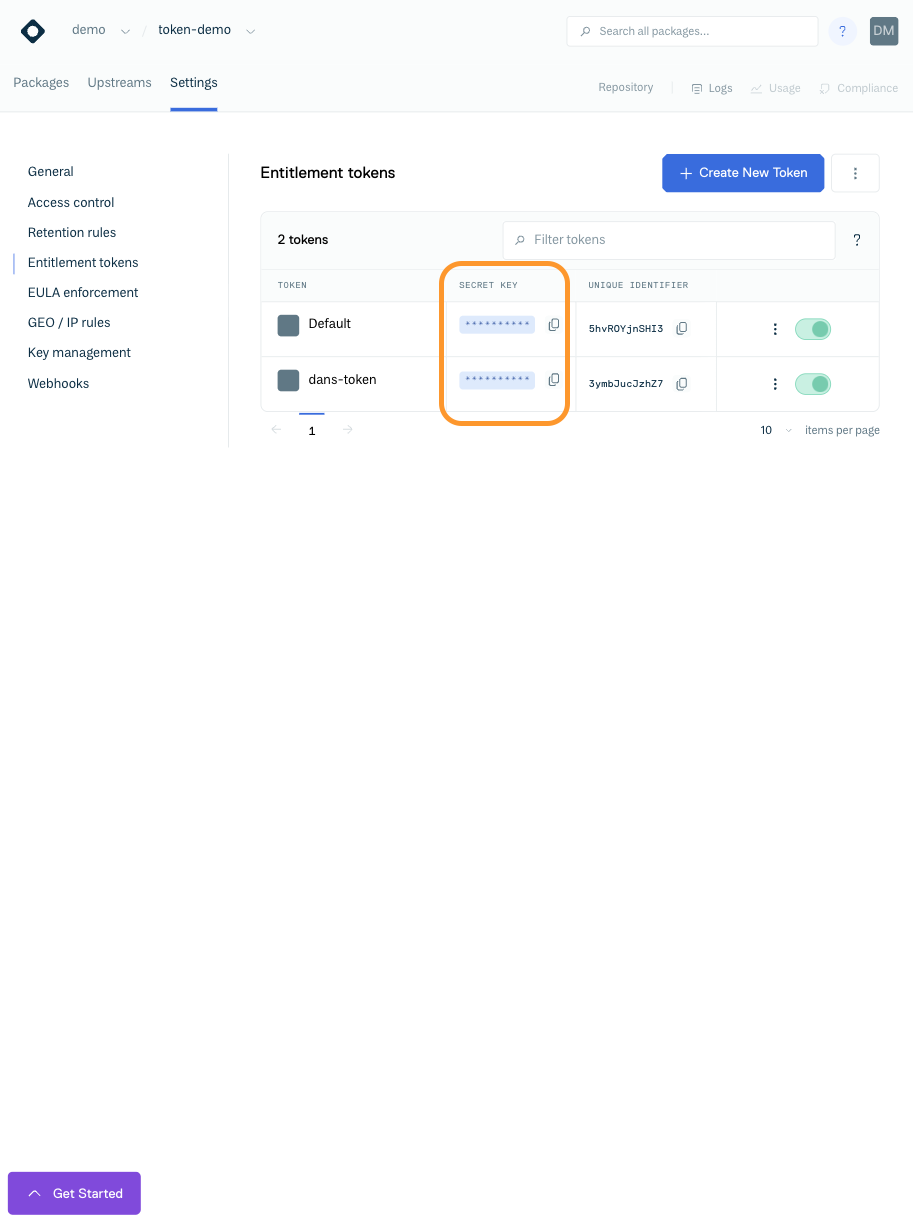 demo / token-demo
Search all packages...
?
DM
Packages Upstreams Settings
Repository Logs Usage Compliance
General
Access control
Retention rules
Entitlement tokens
EULA enforcement
GEO / IP rules
Key management
Webhooks
Entitlement tokens
+ Create New Token
2 tokens
Filter tokens
?
TOKEN SECRET KEY UNIQUE IDENTIFIER
Default ********** 5hvROYjnSHI3
dans-token ********** 3ymbJucJzhZ7
1
10 items per page
Get Started